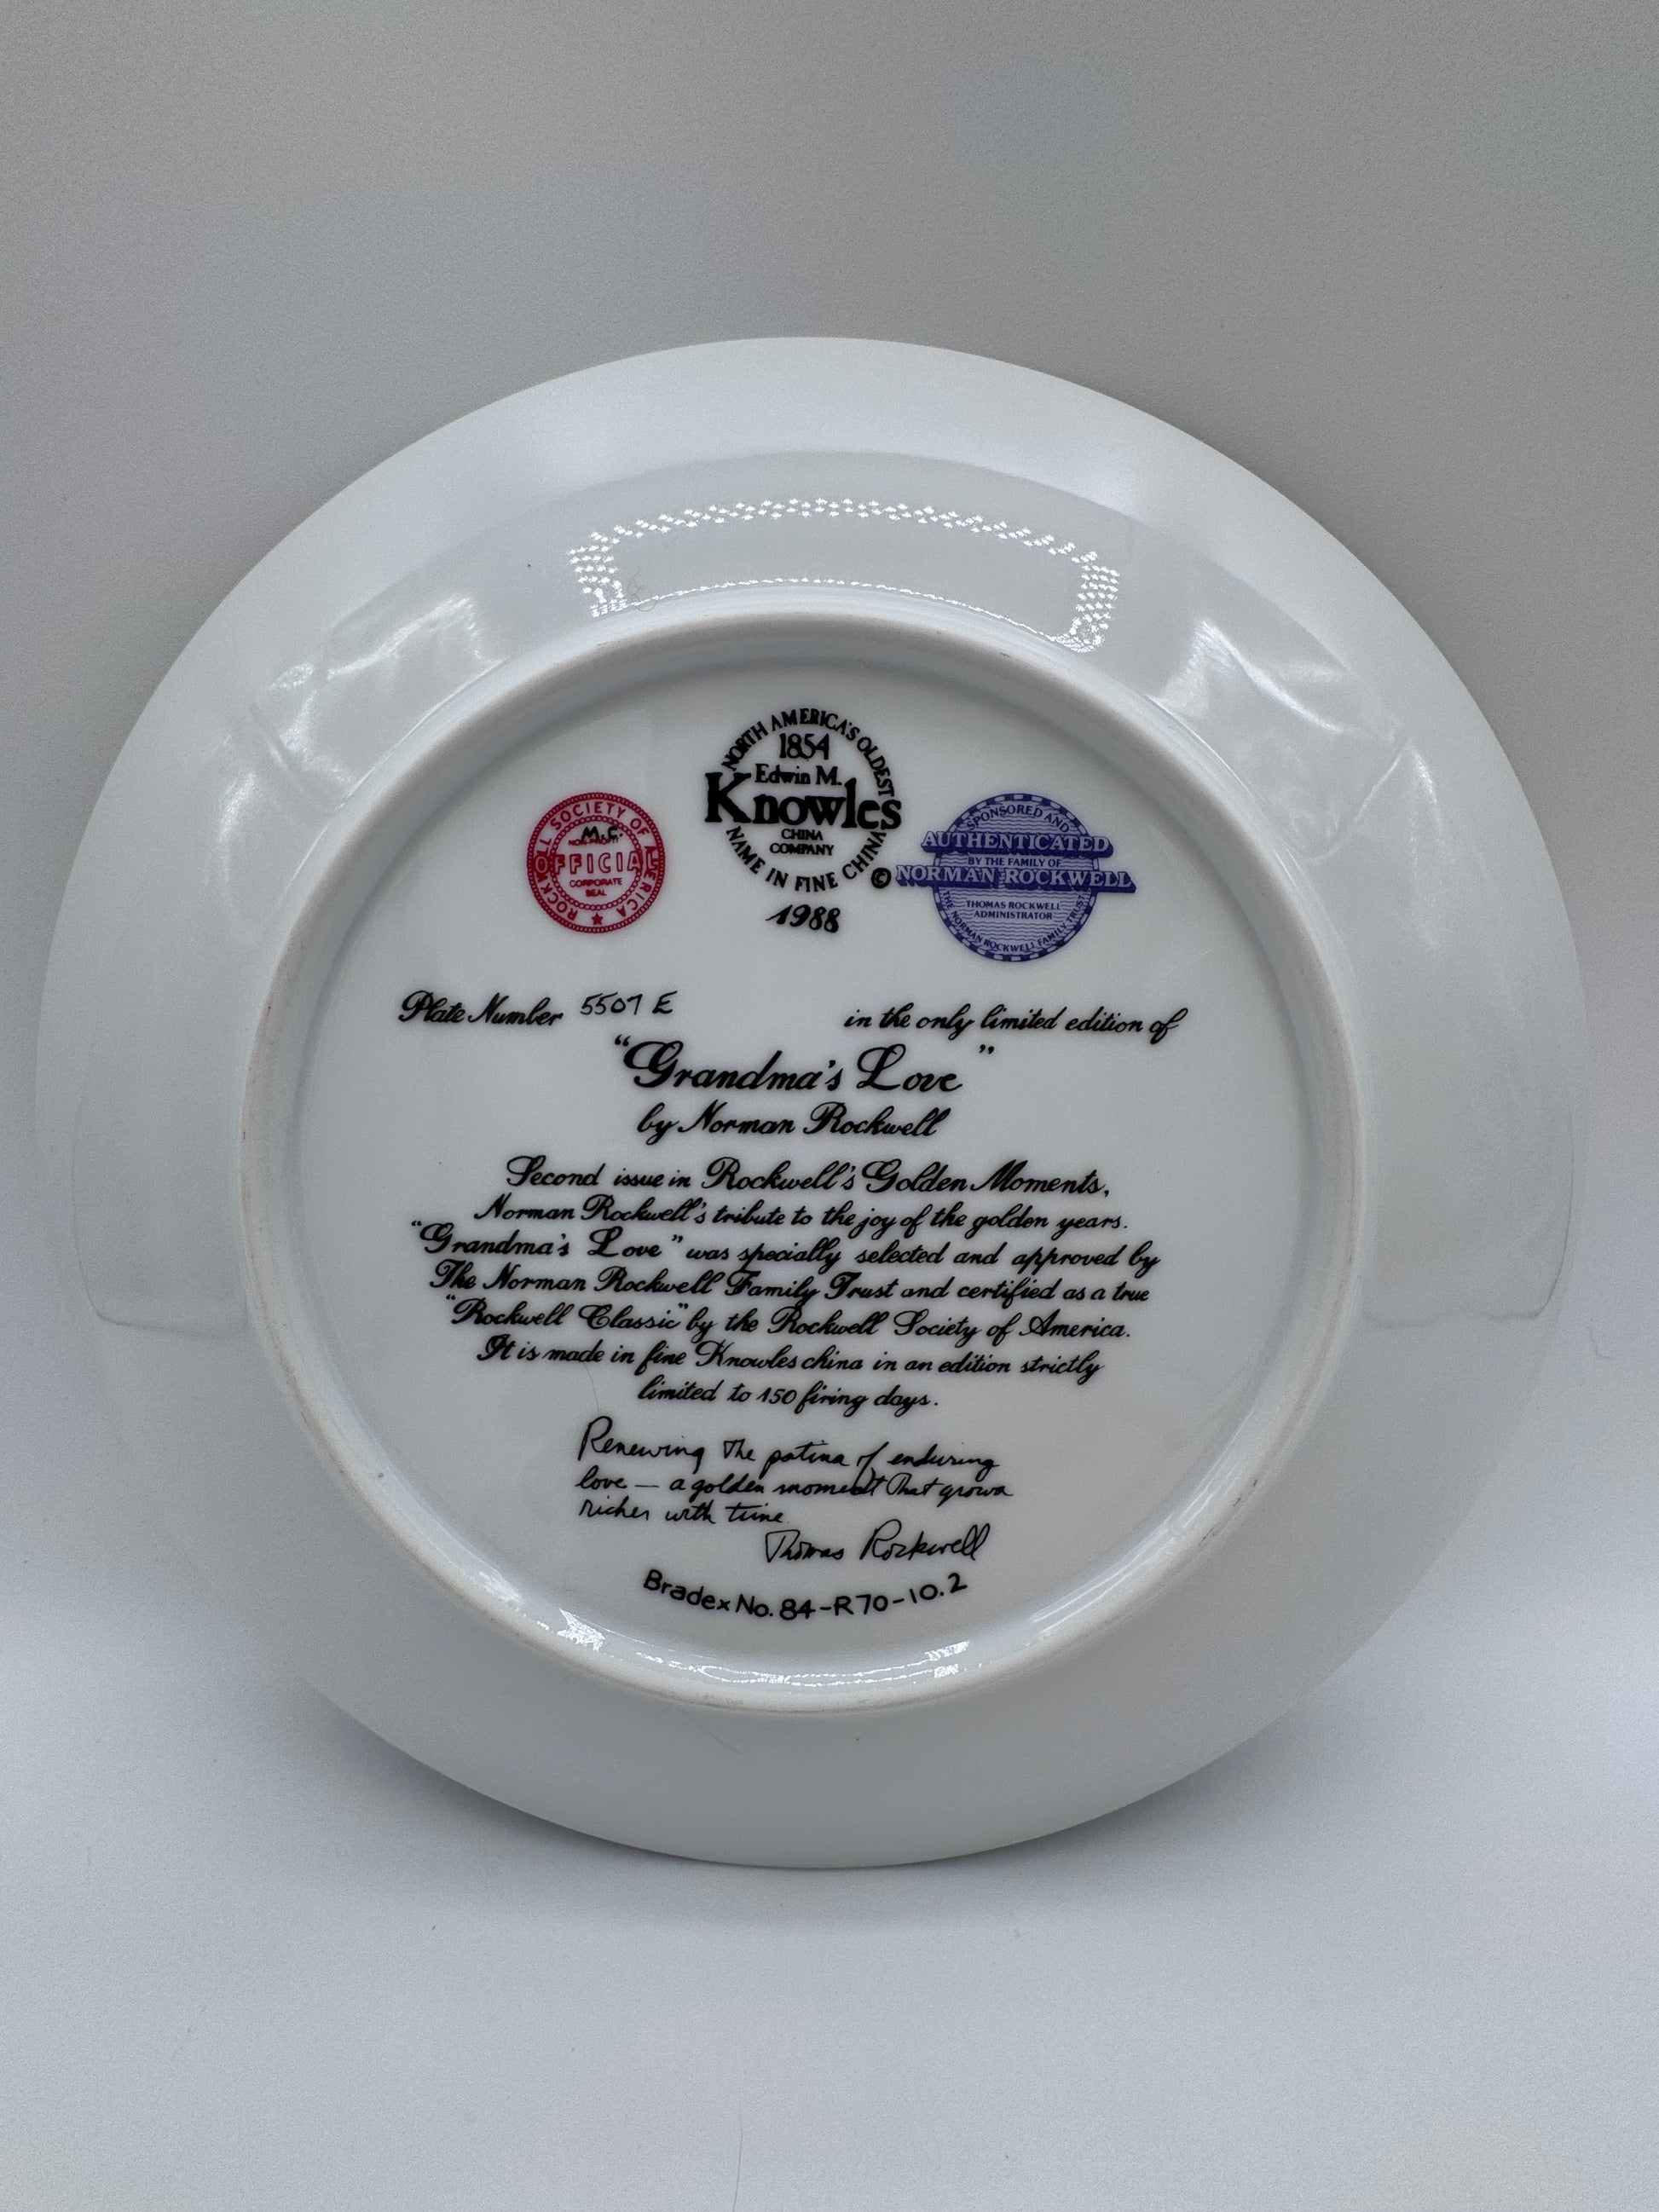 NORTH AMERICA'S OLDEST
1854
Edwin M.
Knowles
CHINA
COMPANY
NAME IN FINE CHINA
©
1988
ROCKWELL SOCIETY OF AMERICA
M.C.
NON-PROFIT
OFFICIAL
CORPORATE
SEAL
SPONSORED AND
AUTHENTICATED
BY THE FAMILY OF
NORMAN ROCKWELL
THOMAS ROCKWELL
ADMINISTRATOR
THE NORMAN ROCKWELL FAMILY TRUST
Plate Number 5507 E in the only limited edition of
"Grandma's Love"
by Norman Rockwell
Second issue in Rockwell's Golden Moments,
Norman Rockwell's tribute to the joy of the golden years.
"Grandma's Love" was specially selected and approved by
The Norman Rockwell Family Trust and certified as a true
"Rockwell Classic" by the Rockwell Society of America.
It is made in fine Knowles china in an edition strictly
limited to 150 firing days.
Renewing the patina of enduring
love — a golden moment that grows
richer with time
Thomas Rockwell
Bradex No. 84-R70-10.2